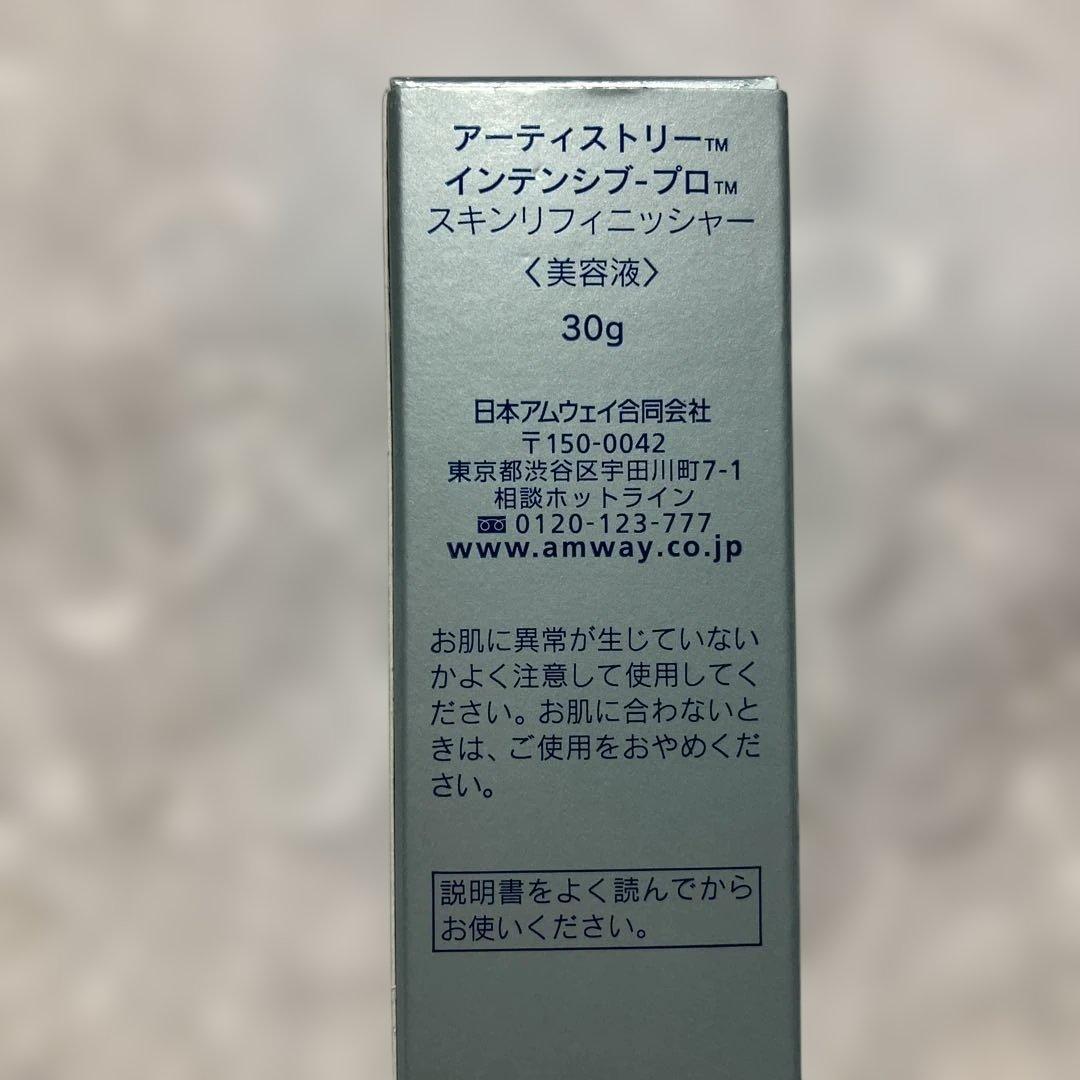 アーティストリー™
インテンシブ-プロ™
スキンリフィニッシャー
〈美容液〉
30g
日本アムウェイ合同会社
〒150-0042
東京都渋谷区宇田川町7-1
相談ホットライン
0120-123-777
www.amway.co.jp
お肌に異常が生じていない
かよく注意して使用してく
ださい。お肌に合わないと
きは、ご使用をおやめくだ
さい。
説明書をよく読んでから
お使いください。